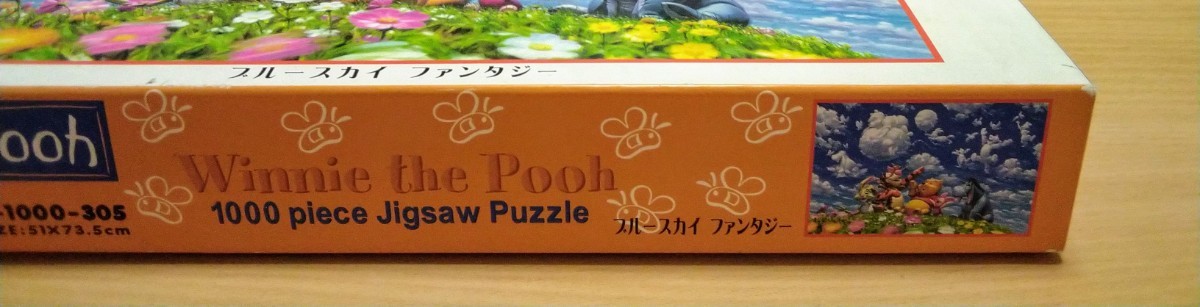 ブルースカイ ファンタジー
ooh
Winnie the Pooh
1000 piece Jigsaw Puzzle
-1000-305
ZE:51X73.5cm
ブルースカイ ファンタジー